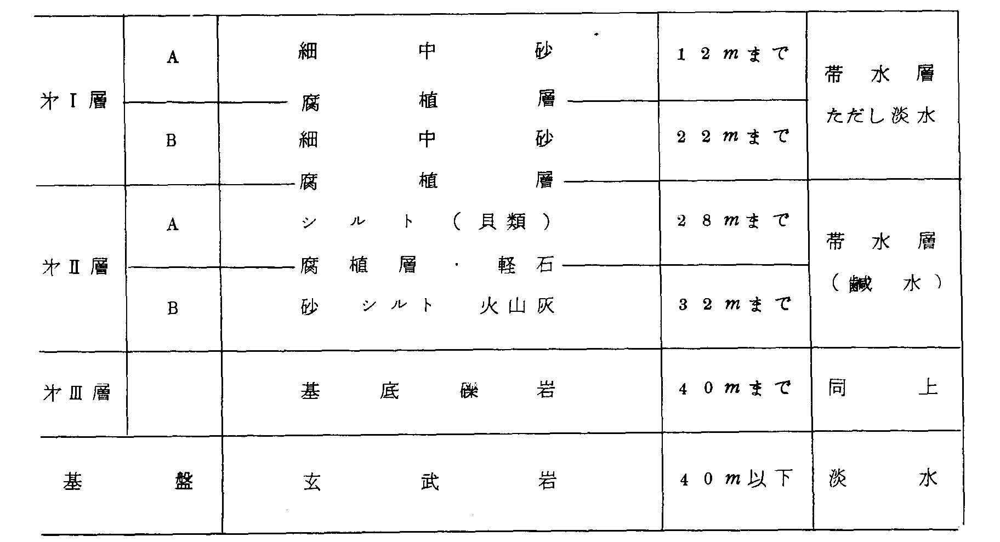 第Ⅰ層 A 細中砂 12mまで 帯水層
ただし淡水
腐植層
B 細中砂 22mまで
腐植層
第Ⅱ層 A シルト(貝類) 28mまで 帯水層
(鹹水)
腐植層・軽石
B 砂 シルト 火山灰 32mまで
第Ⅲ層 基底礫岩 40mまで 同上
基盤 玄武岩 40m以下 淡水